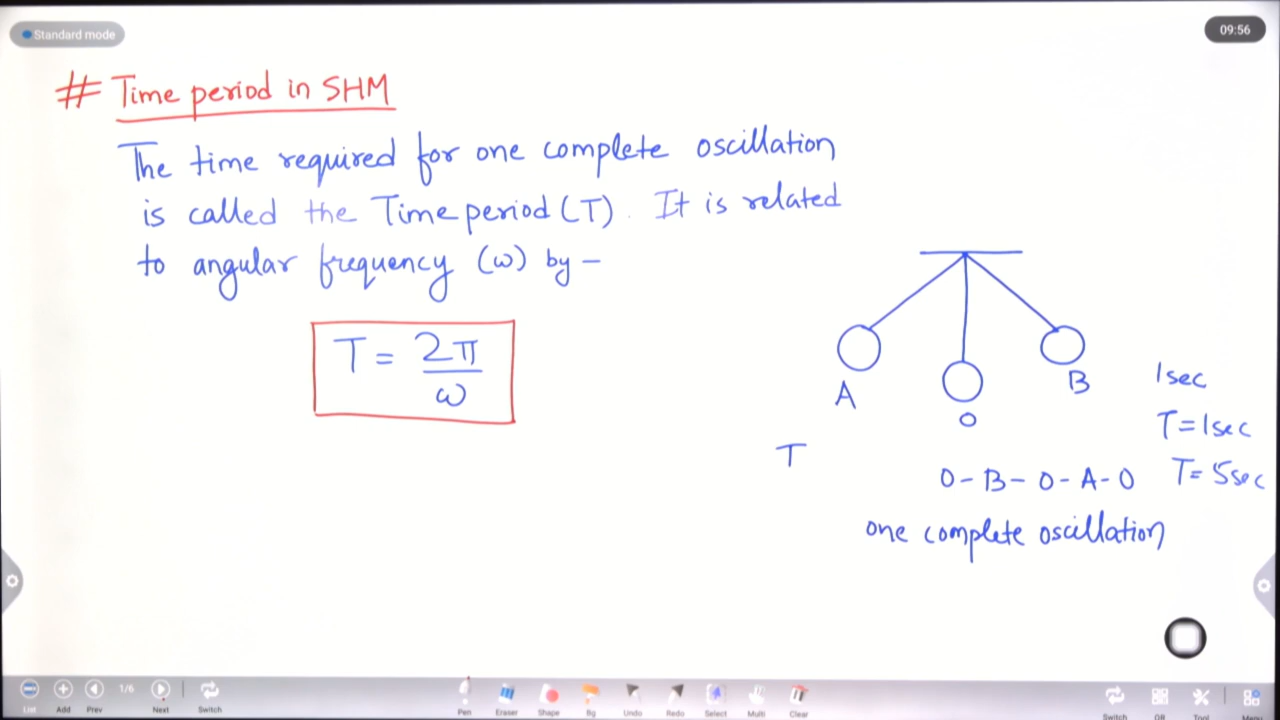 Standard mode
09:56
# Time period in SHM
The time required for one complete oscillation
is called the Time period (T). It is related
to angular frequency (ω) by –
T = 2π/ω
A
B
O
1sec
T=1sec
T
T=5sec
O-B-O-A-O
one complete oscillation
List
Add
Prev
1/6
Next
Switch
Pen
Eraser
Shape
Bg
Undo
Redo
Select
Multi
Clear
Switch
QR
Tool
Menu